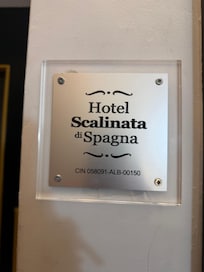 Hotel
Scalinata
di Spagna
CIN 058091-ALB-00150